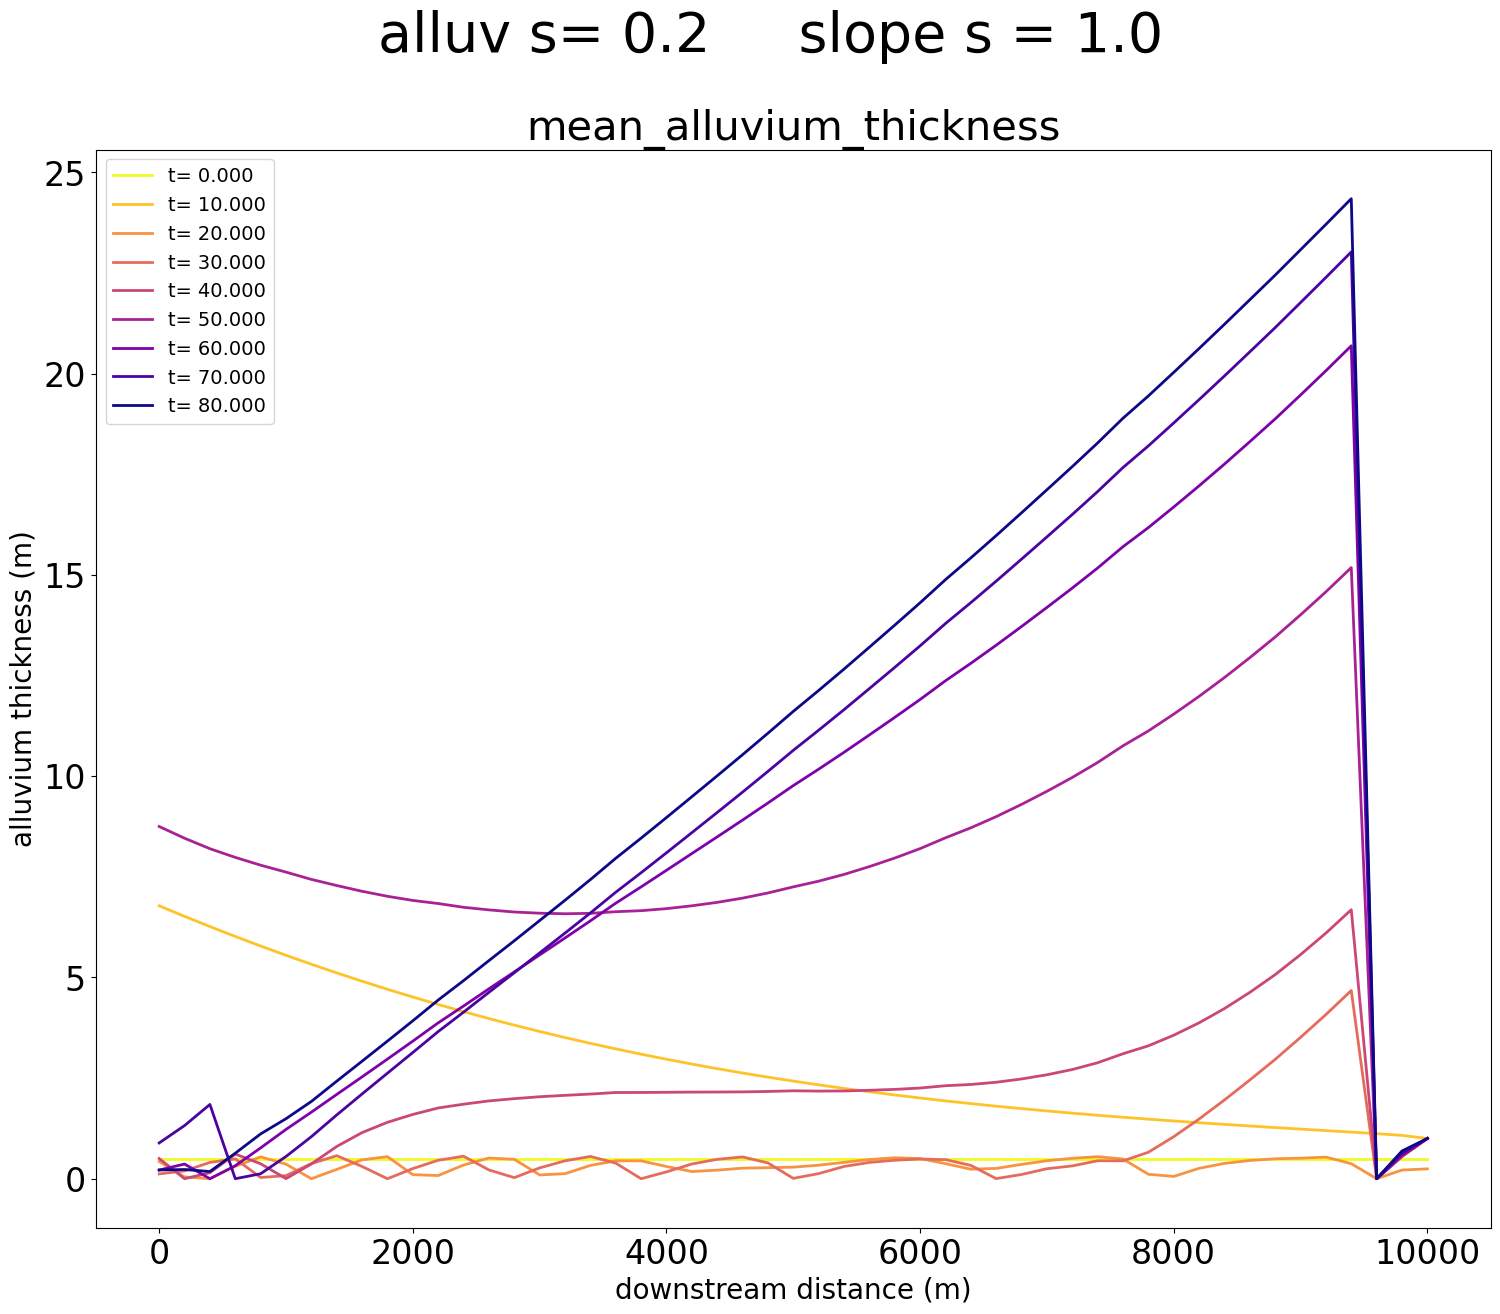 alluv s= 0.2 slope s = 1.0
mean_alluvium_thickness
25
20
15
10
5
0
alluvium thickness (m)
t= 0.000
t= 10.000
t= 20.000
t= 30.000
t= 40.000
t= 50.000
t= 60.000
t= 70.000
t= 80.000
0 2000 4000 6000 8000 10000
downstream distance (m)